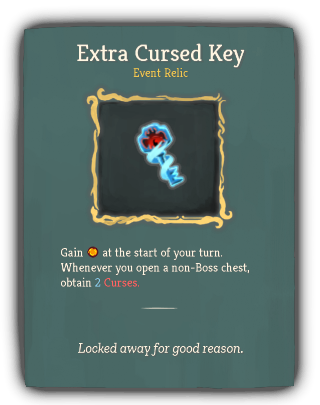 Extra Cursed Key
Event Relic
Gain at the start of your turn.
Whenever you open a non-Boss chest,
obtain 2 Curses.
Locked away for good reason.